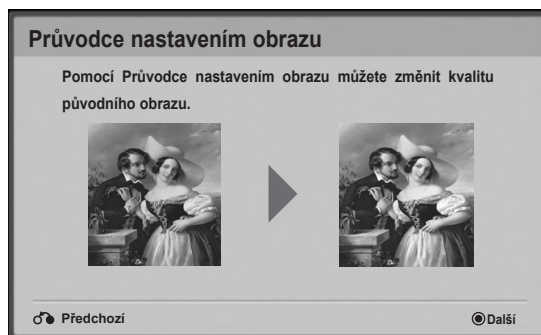 Průvodce nastavením obrazu
Pomocí Průvodce nastavením obrazu můžete změnit kvalitu
původního obrazu.
Předchozí
Další